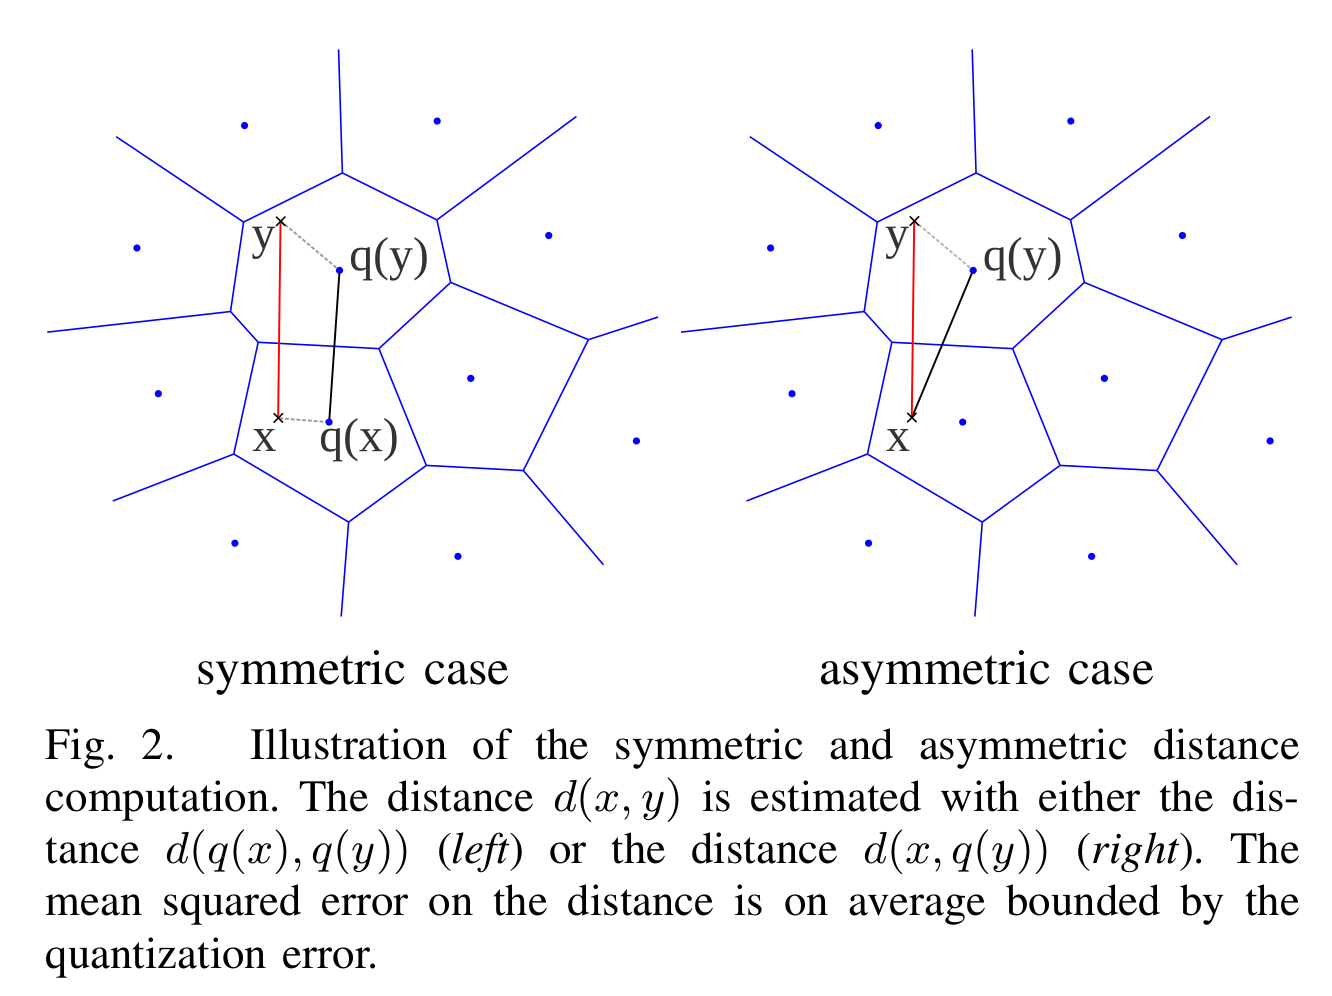 y
q(y)
x
q(x)
y
q(y)
x
symmetric case
asymmetric case
Fig. 2. Illustration of the symmetric and asymmetric distance
computation. The distance d(x, y) is estimated with either the dis-
tance d(q(x), q(y)) (left) or the distance d(x, q(y)) (right). The
mean squared error on the distance is on average bounded by the
quantization error.